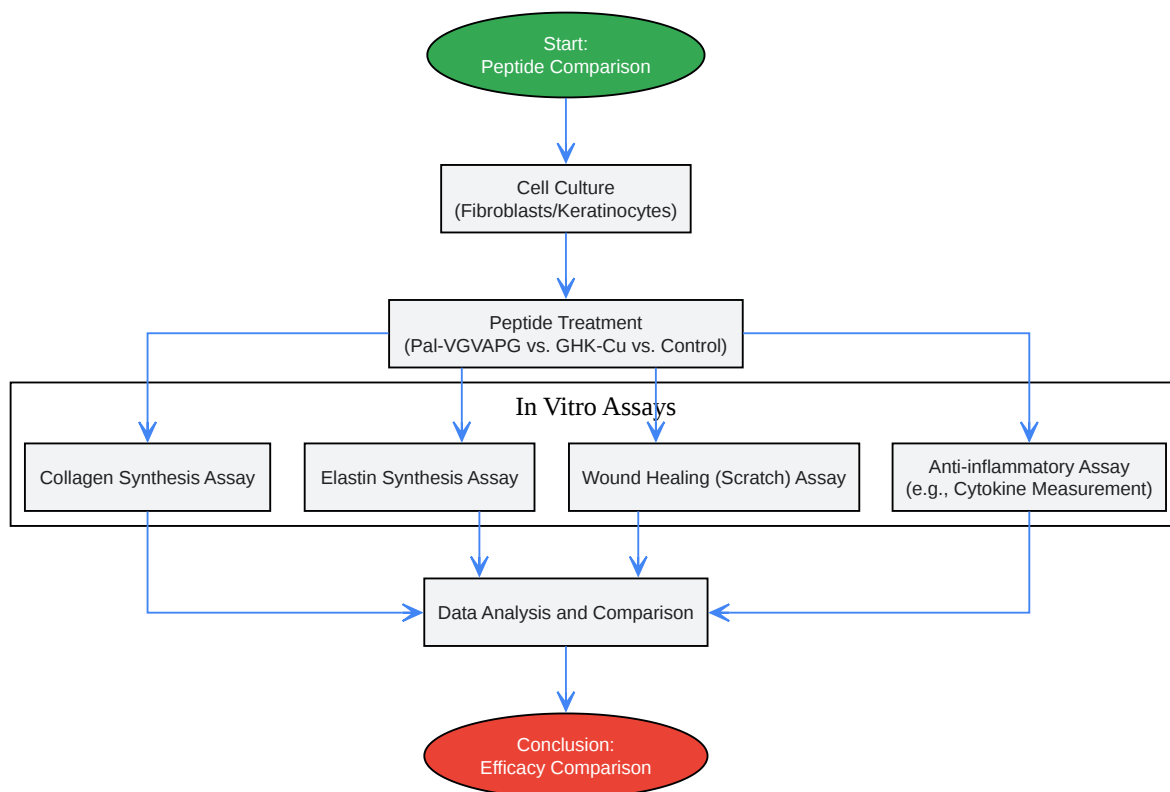 Start:
Peptide Comparison
Cell Culture
(Fibroblasts/Keratinocytes)
Peptide Treatment
(Pal-VGVAPG vs. GHK-Cu vs. Control)
In Vitro Assays
Collagen Synthesis Assay
Elastin Synthesis Assay
Wound Healing (Scratch) Assay
Anti-inflammatory Assay
(e.g., Cytokine Measurement)
Data Analysis and Comparison
Conclusion:
Efficacy Comparison